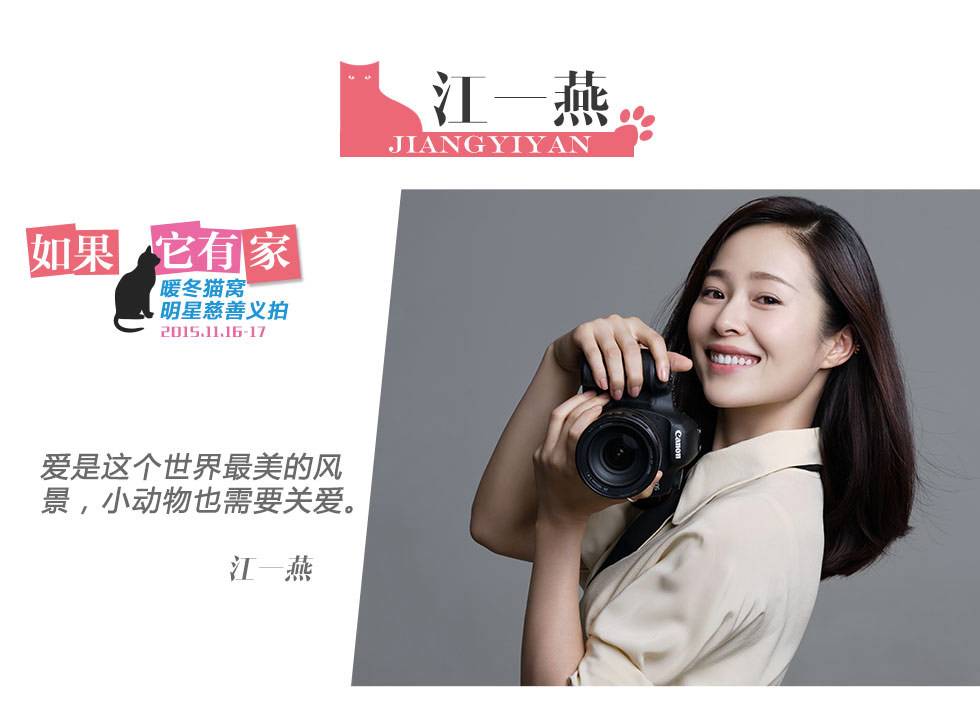 江一燕
JIANGYIYAN
如果它有家
暖冬猫窝
明星慈善义拍
2015.11.16-17
爱是这个世界最美的风
景，小动物也需要关爱。
江一燕
Canon